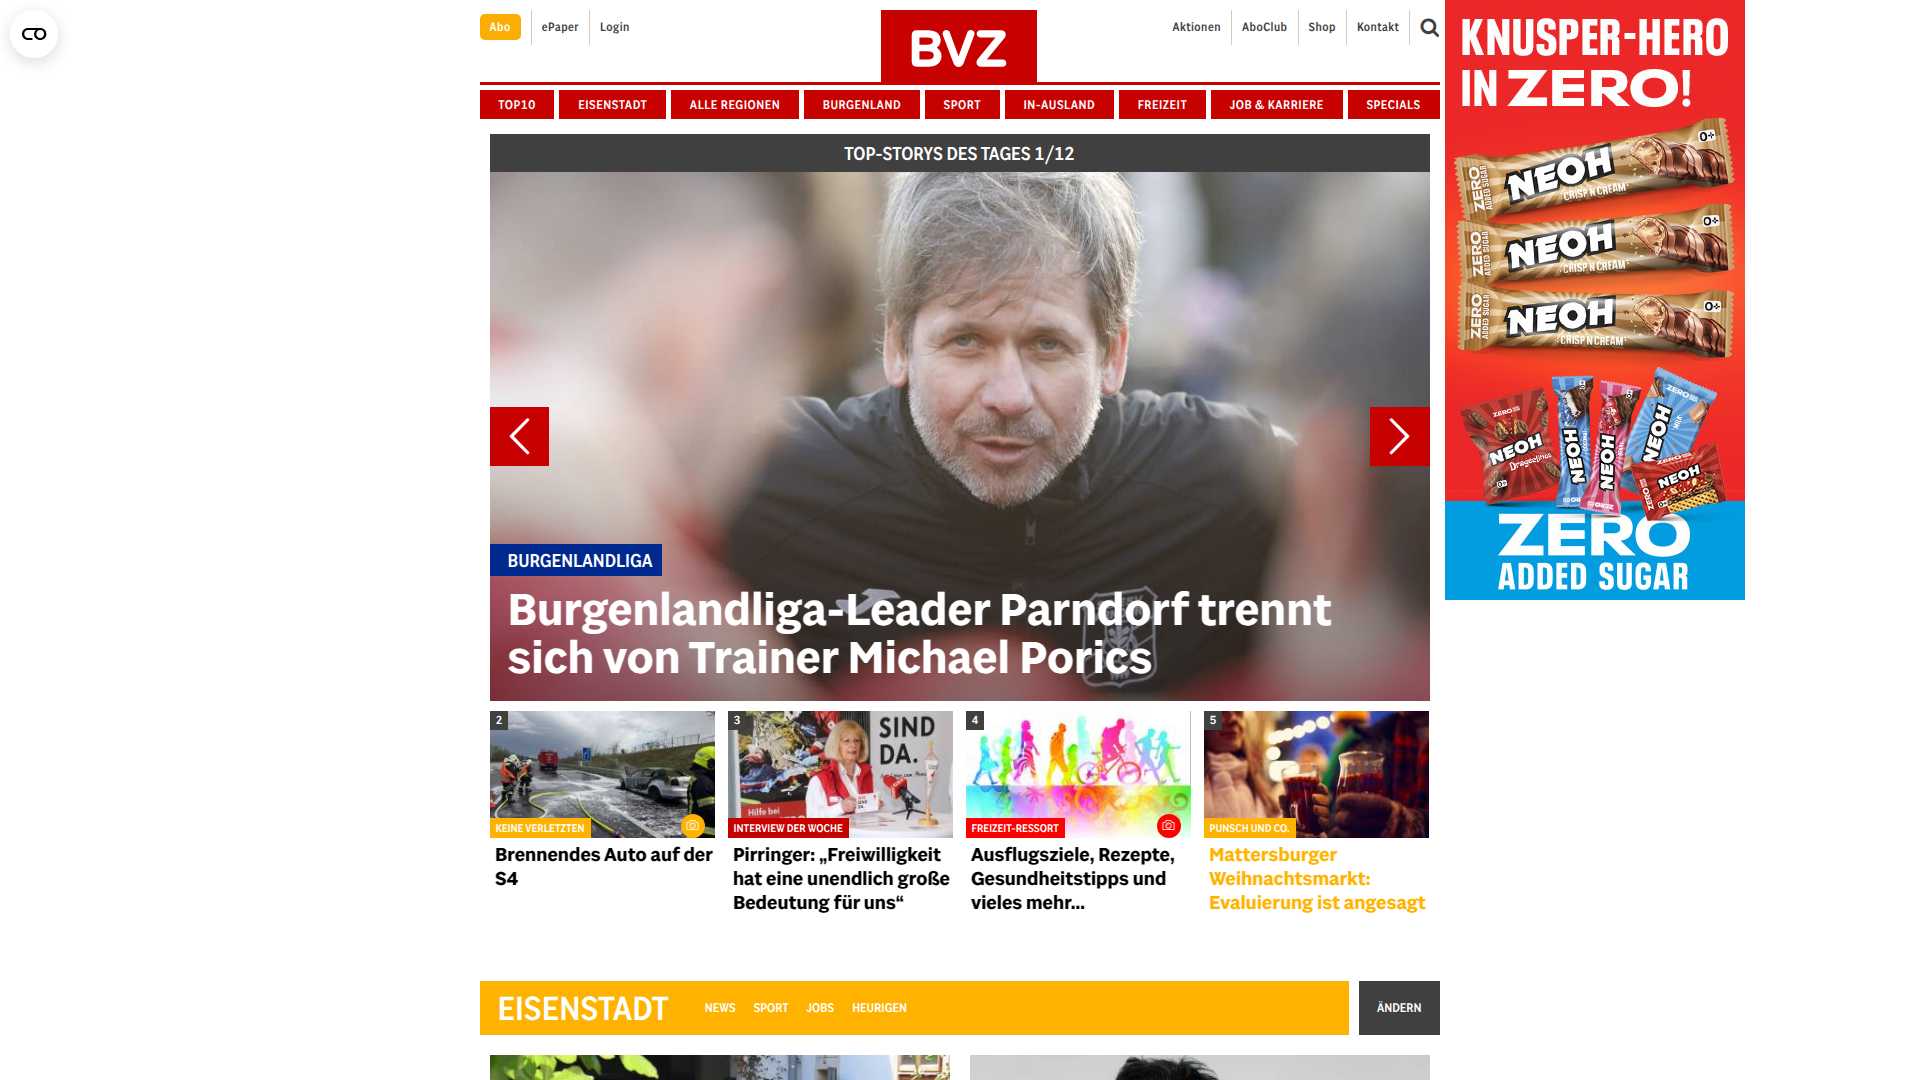 Abo
ePaper
Login
BVZ
Aktionen
AboClub
Shop
Kontakt
TOP10
EISENSTADT
ALLE REGIONEN
BURGENLAND
SPORT
IN-AUSLAND
FREIZEIT
JOB & KARRIERE
SPECIALS
TOP-STORYS DES TAGES 1/12
BURGENLANDLIGA
Burgenlandliga-Leader Parndorf trennt
sich von Trainer Michael Porics
2
KEINE VERLETZTEN
Brennendes Auto auf der
S4
3
SIND
DA.
Hilfe bei
INTERVIEW DER WOCHE
Pirringer: „Freiwilligkeit
hat eine unendlich große
Bedeutung für uns“
4
FREIZEIT-RESSORT
Ausflugsziele, Rezepte,
Gesundheitstipps und
vieles mehr...
5
PUNSCH UND CO.
Mattersburger
Weihnachtsmarkt:
Evaluierung ist angesagt
EISENSTADT
NEWS
SPORT
JOBS
HEURIGEN
ÄNDERN
KNUSPER-HERO
IN ZERO!
ZERO
ADDED SUGAR
NEOH
CRISP'N CREAM
ZERO
ADDED SUGAR
NEOH
CRISP'N CREAM
ZERO
ADDED SUGAR
NEOH
CRISP'N CREAM
NEOH
NEOH
NEOH
NEOH
NEOH
ZERO
ADDED SUGAR